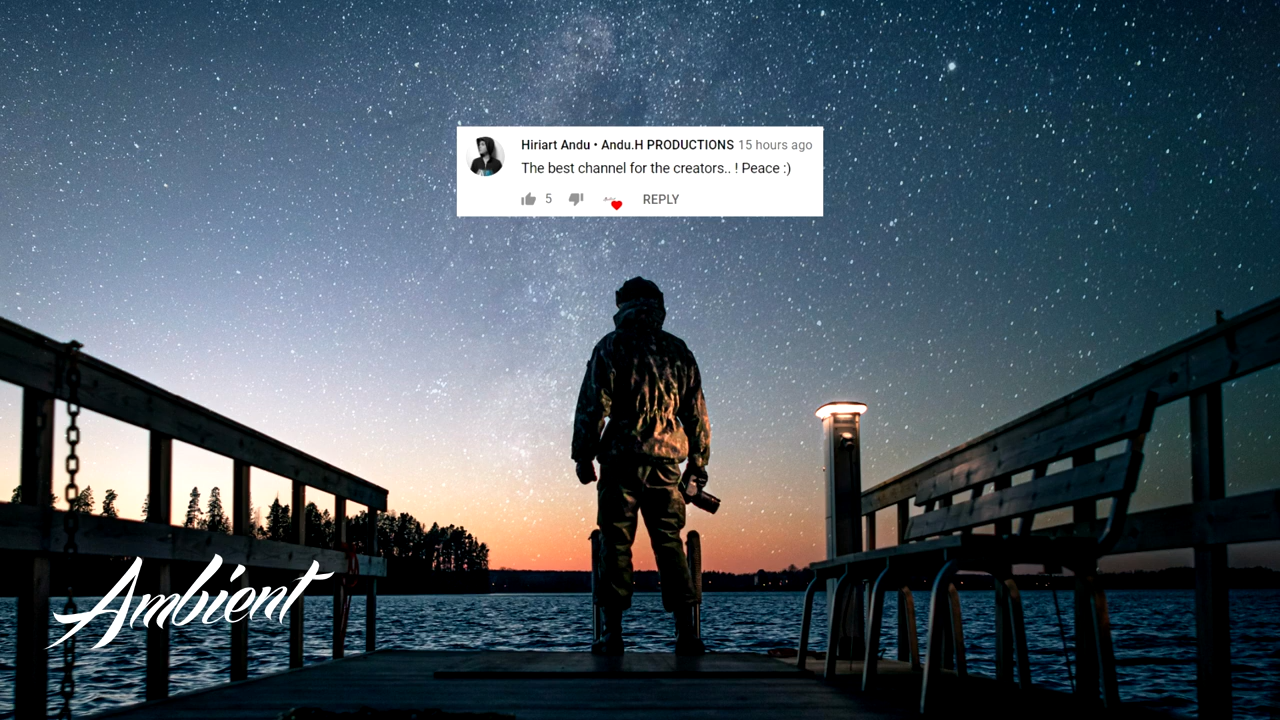 Hiriart Andu • Andu.H PRODUCTIONS 15 hours ago
The best channel for the creators.. ! Peace :)
5 REPLY
Ambient